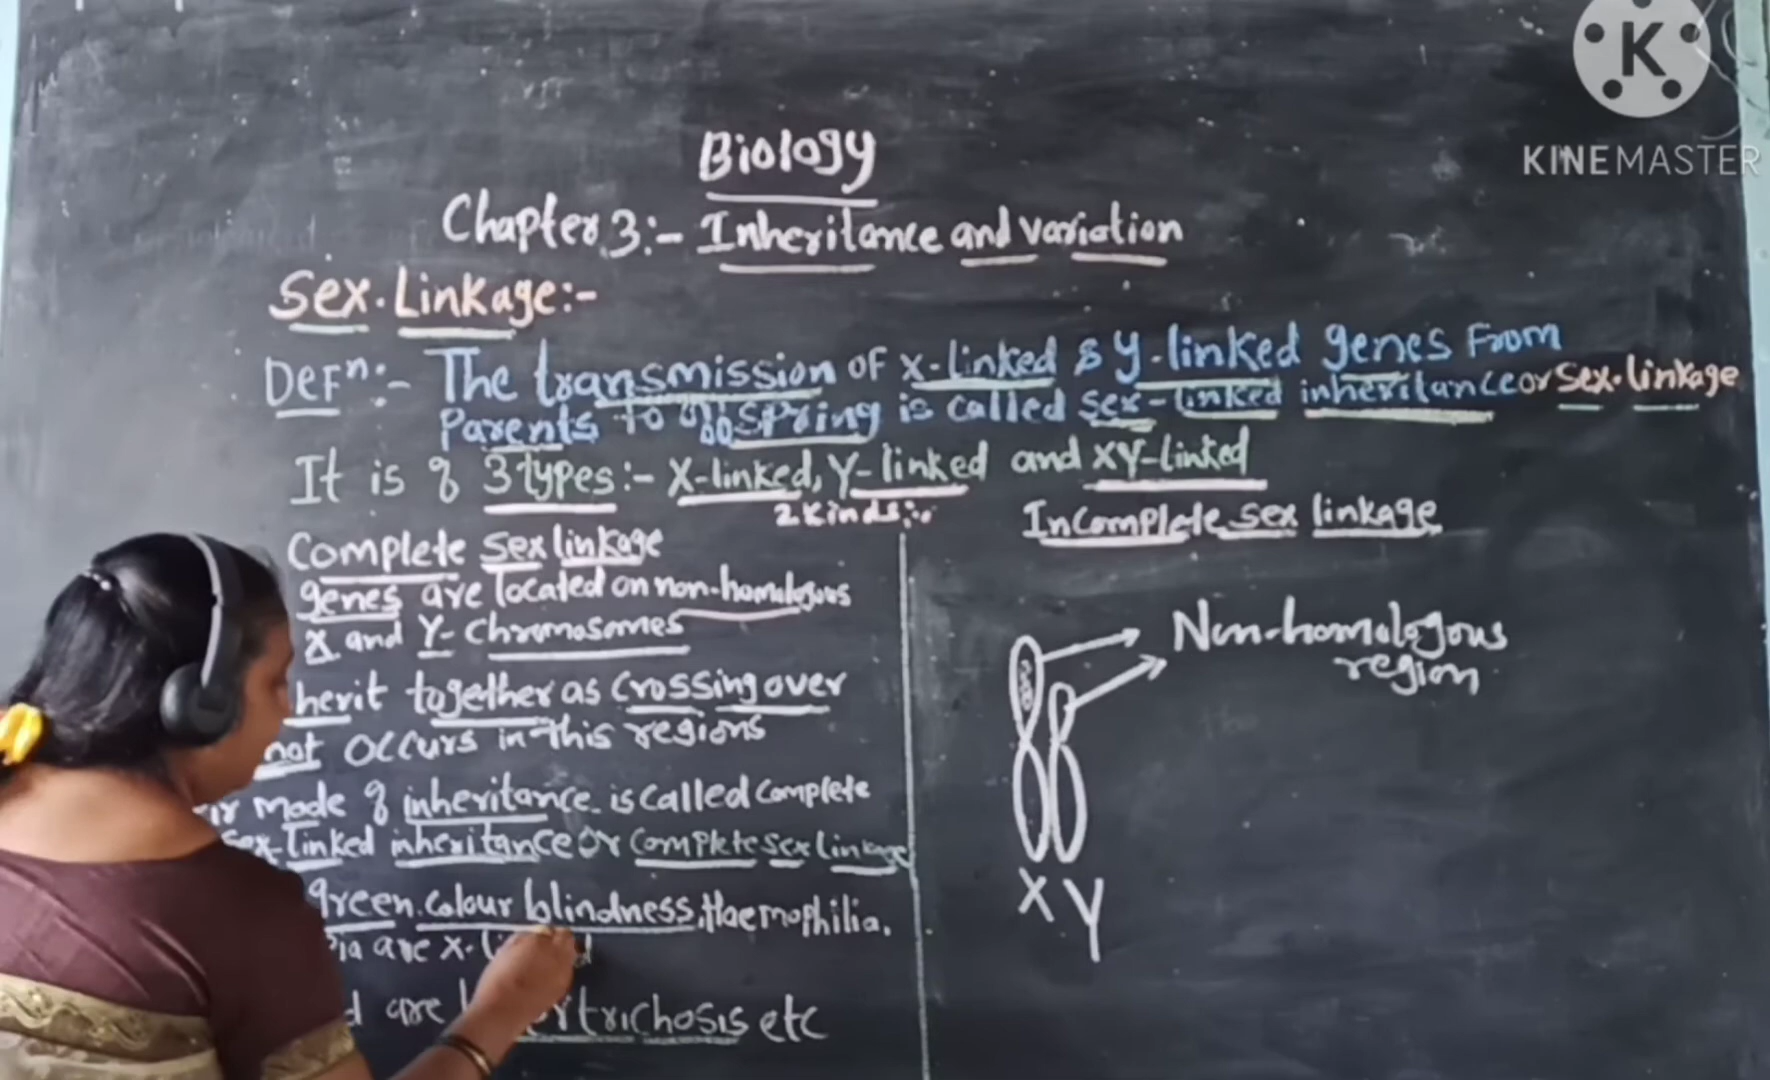 K
KINEMASTER
Biology
Chapter 3:- Inheritance and variation
Sex-Linkage:-
Defⁿ:- The transmission of X-linked & Y-linked genes from
Parents to offspring is called sex-linked inheritance or sex-linkage
It is of 3 types:- X-linked, Y-linked and XY-linked
2 kinds:-
Complete sex linkage
genes are located on non-homologous
X and Y- Chromosomes
herit together as crossing over
not occurs in this regions
mode of inheritance is called complete
sex-linked inheritance or complete sex linkage
green colour blindness, Haemophilia,
pia are X-
are trichosis etc
Incomplete sex linkage
Non-homologous
region
X Y